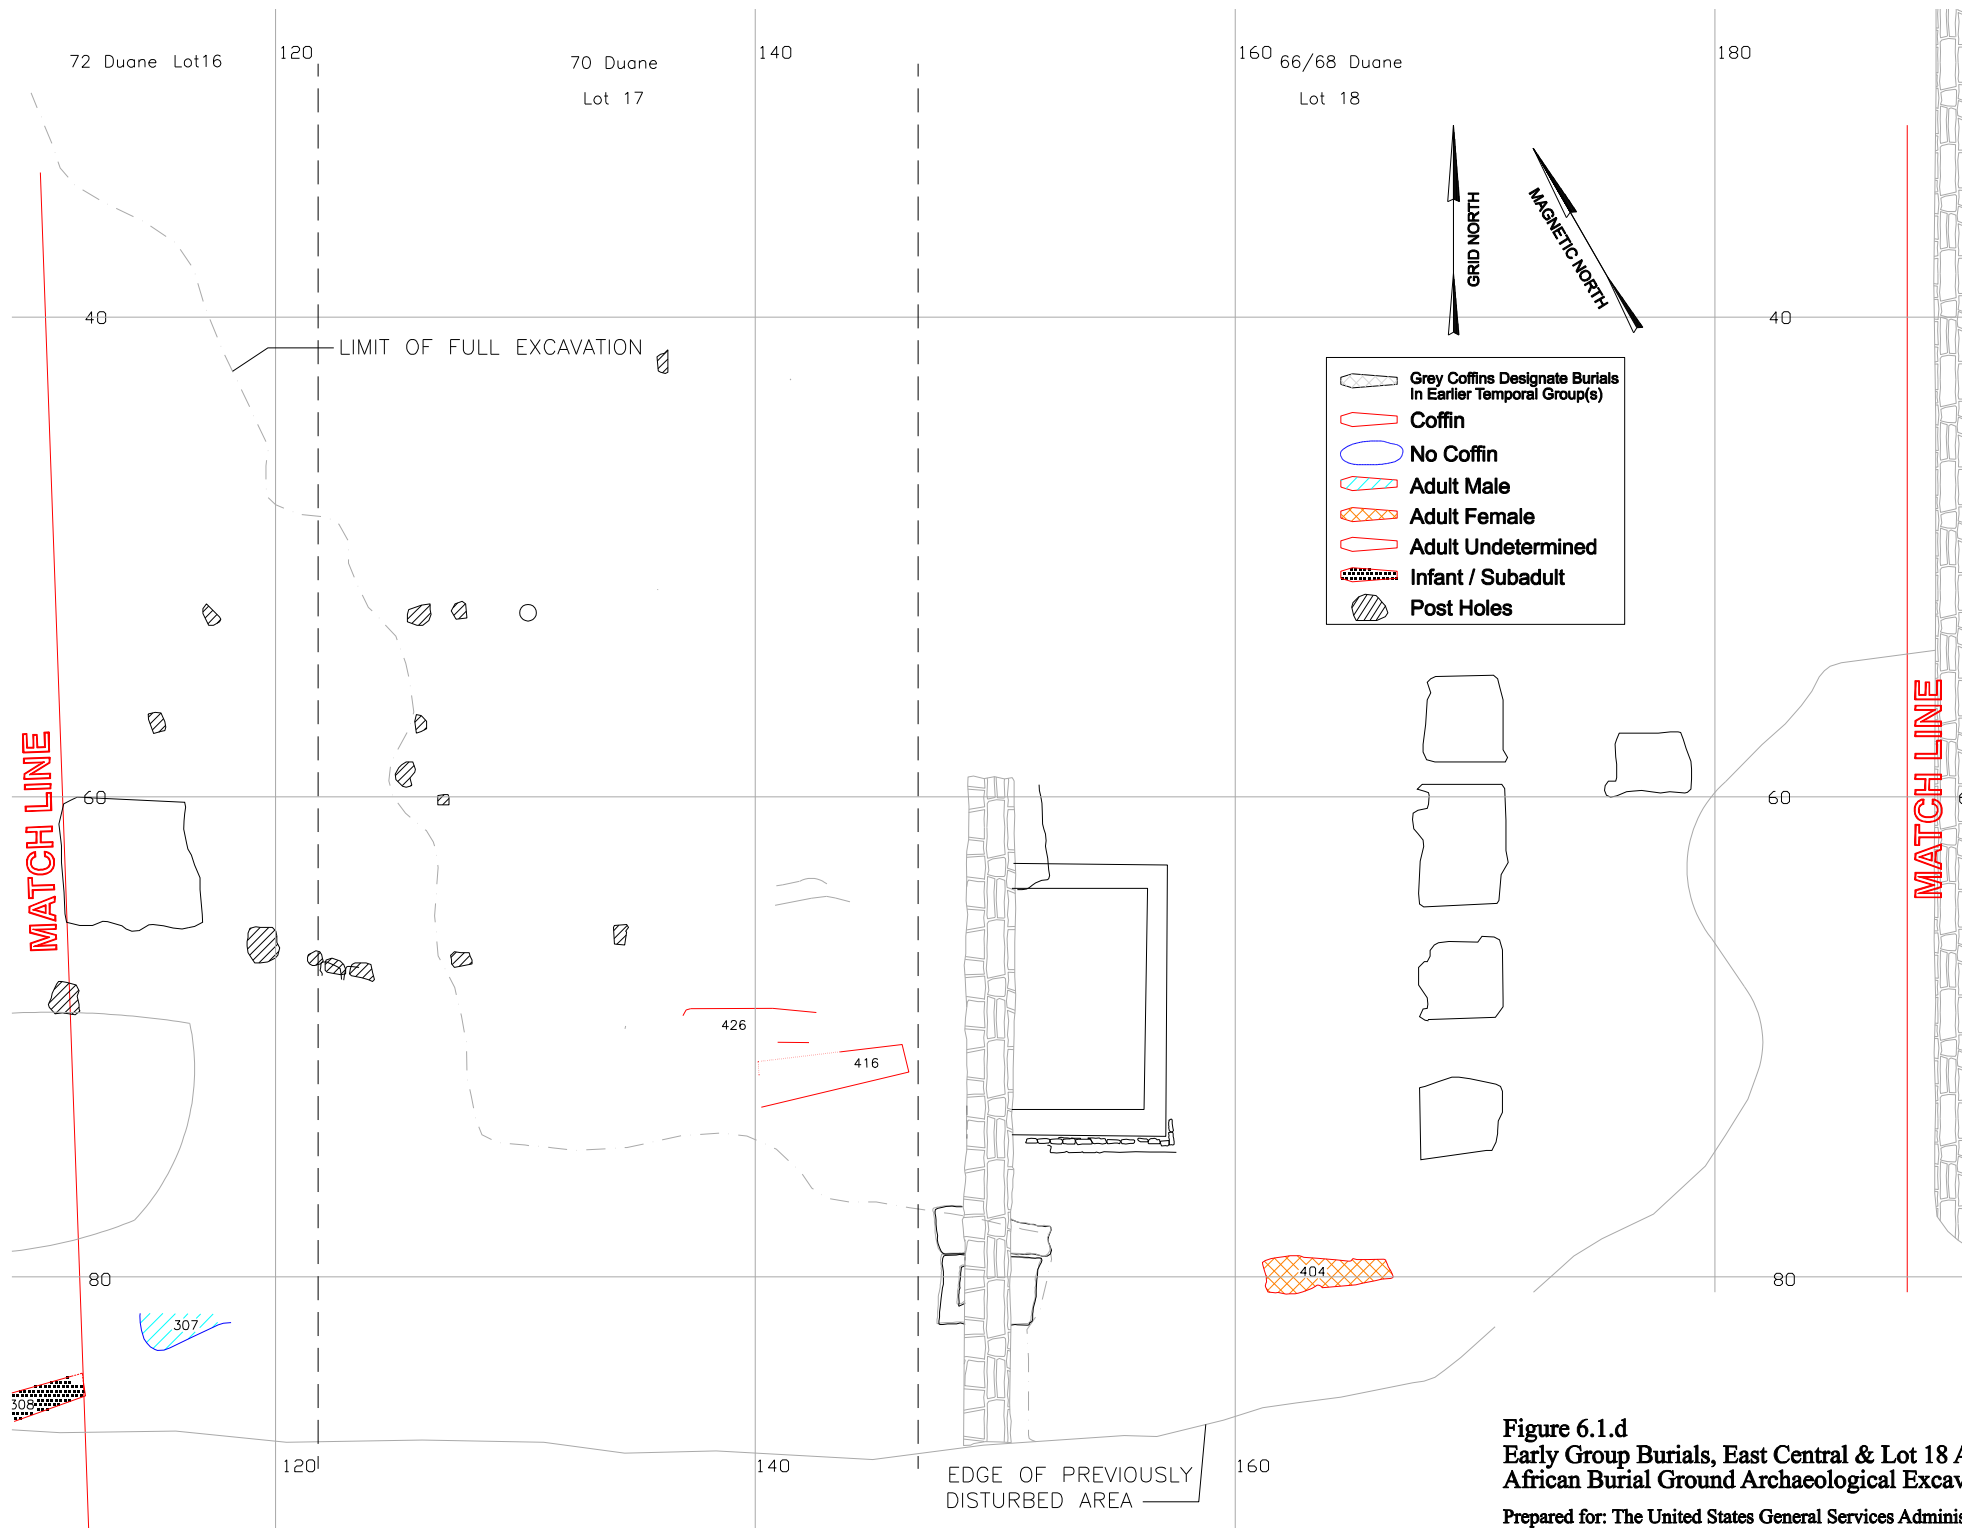 120
140
160
180
72 Duane Lot16
70 Duane
66/68 Duane
Lot 17
Lot 18
GRID NORTH
MAGNETIC NORTH
40
40
LIMIT OF FULL EXCAVATION
Grey Coffins Designate Burials
In Earlier Temporal Group(s)
Coffin
No Coffin
Adult Male
Adult Female
Adult Undetermined
Infant / Subadult
Post Holes
MATCH LINE
MATCH LINE
60
60
426
416
80
404
80
307
308
120
140
160
EDGE OF PREVIOUSLY
DISTURBED AREA
Figure 6.1.d
Early Group Burials, East Central & Lot 18 A
African Burial Ground Archaeological Excav
Prepared for: The United States General Services Adminis